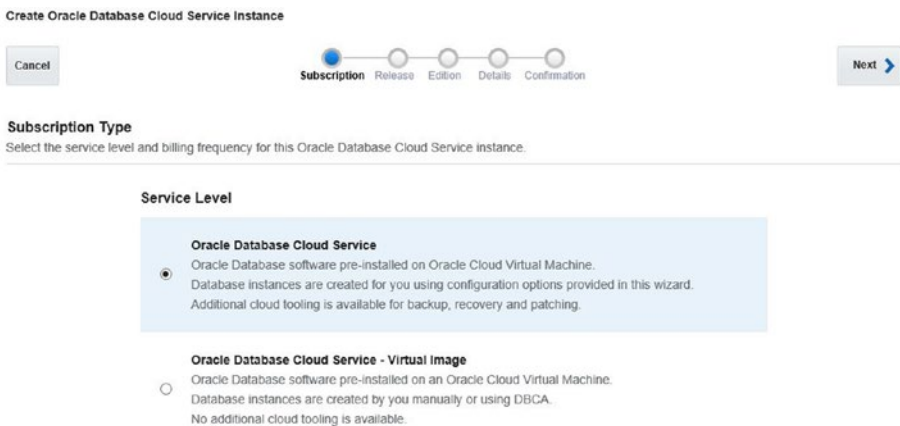 Create Oracle Database Cloud Service Instance
Cancel
Next
Subscription Release Edition Details Confirmation
Subscription Type
Select the service level and billing frequency for this Oracle Database Cloud Service instance.
Service Level
Oracle Database Cloud Service
Oracle Database software pre-installed on Oracle Cloud Virtual Machine.
Database instances are created for you using configuration options provided in this wizard.
Additional cloud tooling is available for backup, recovery and patching.
Oracle Database Cloud Service - Virtual Image
Oracle Database software pre-installed on an Oracle Cloud Virtual Machine.
Database instances are created by you manually or using DBCA.
No additional cloud tooling is available.